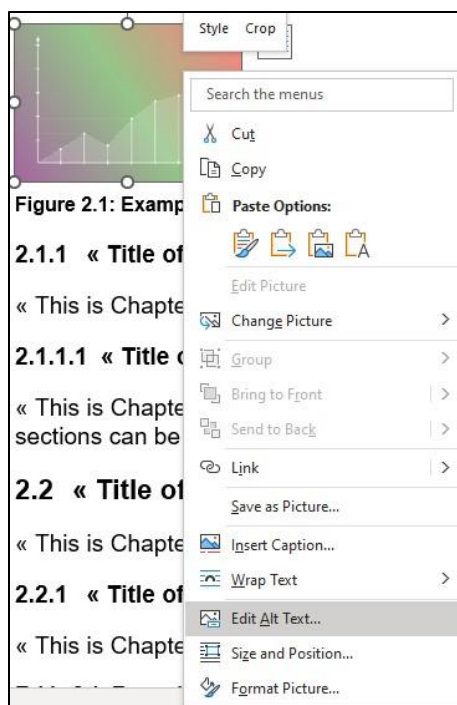 Style Crop
Search the menus
Cut
Copy
Paste Options:
A
Edit Picture
Change Picture
Group
Bring to Front
Send to Back
Link
Save as Picture...
Insert Caption...
Wrap Text
Edit Alt Text...
Size and Position...
Format Picture...
Figure 2.1: Examp
2.1.1 « Title of
« This is Chapte
2.1.1.1 « Title
« This is Chapte
sections can be
2.2 « Title of
« This is Chapte
2.2.1 « Title of
« This is Chapte